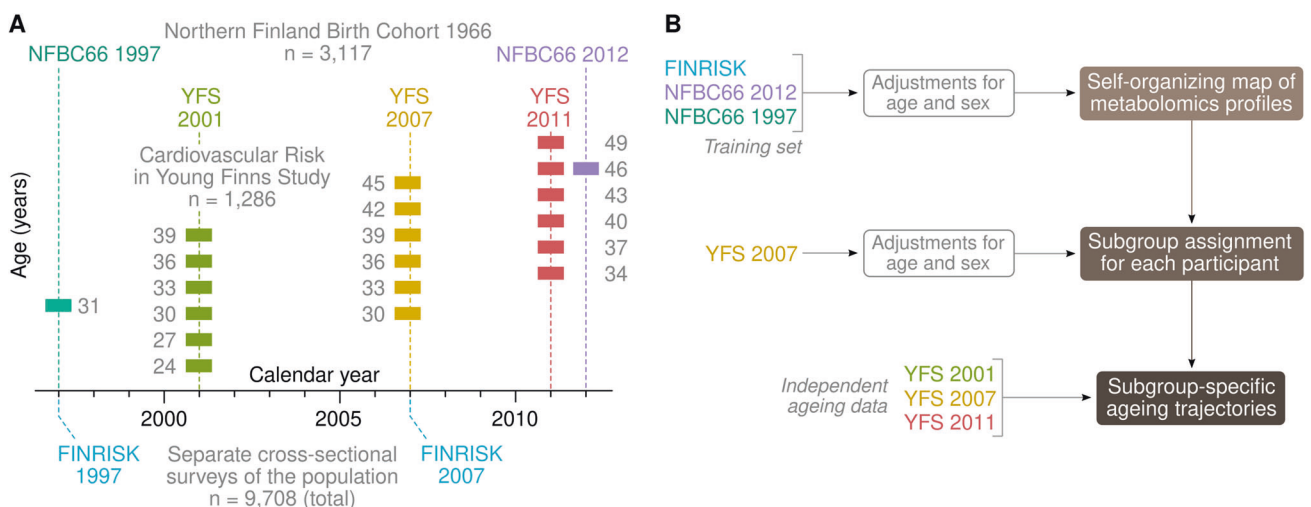 A
Northern Finland Birth Cohort 1966
n = 3,117
NFBC66 1997
NFBC66 2012
YFS
2001
YFS
2007
YFS
2011
Cardiovascular Risk
in Young Finns Study
n = 1,286
Age (years)
39
36
33
30
27
24
31
45
42
39
36
33
30
49
46
43
40
37
34
Calendar year
2000
2005
2010
FINRISK
1997
Separate cross-sectional
surveys of the population
n = 9,708 (total)
FINRISK
2007
B
FINRISK
NFBC66 2012
NFBC66 1997
Training set
Adjustments for
age and sex
Self-organizing map of
metabolomics profiles
YFS 2007
Adjustments for
age and sex
Subgroup assignment
for each participant
Independent
ageing data
YFS 2001
YFS 2007
YFS 2011
Subgroup-specific
ageing trajectories